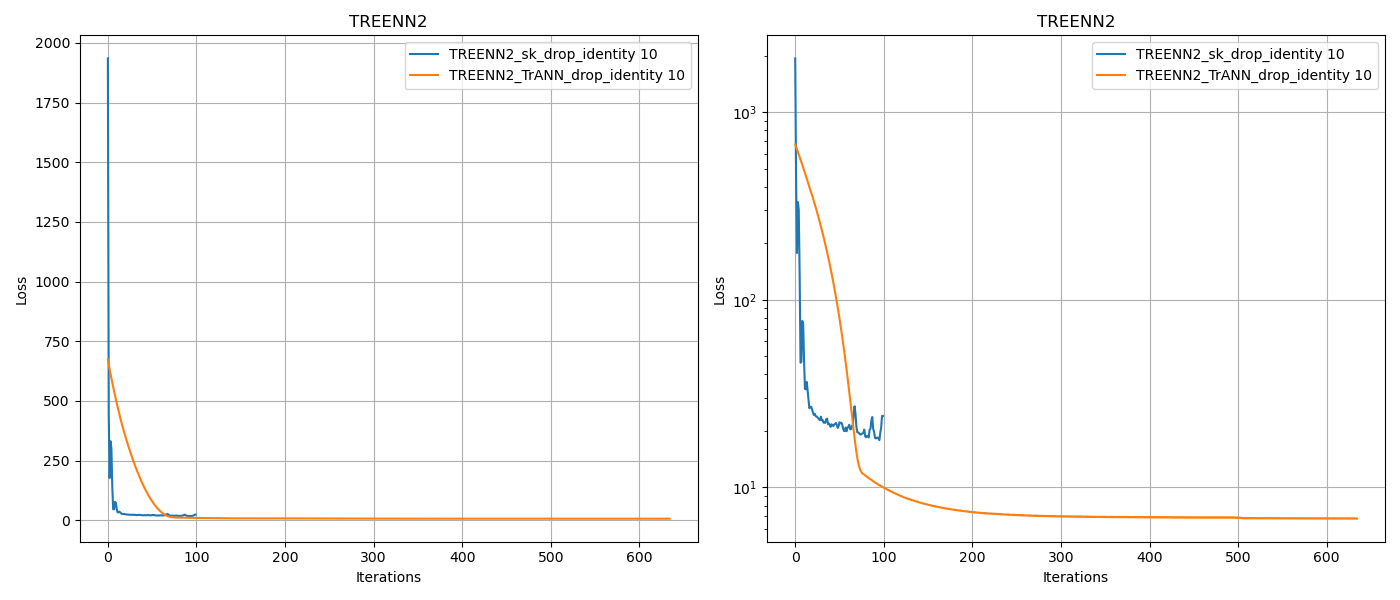 TREENN2
TREENN2_sk_drop_identity 10
TREENN2_TrANN_drop_identity 10
2000
1750
1500
1250
1000
750
500
250
0
Loss
0 100 200 300 400 500 600
Iterations
TREENN2
TREENN2_sk_drop_identity 10
TREENN2_TrANN_drop_identity 10
10³
10²
10¹
Loss
0 100 200 300 400 500 600
Iterations